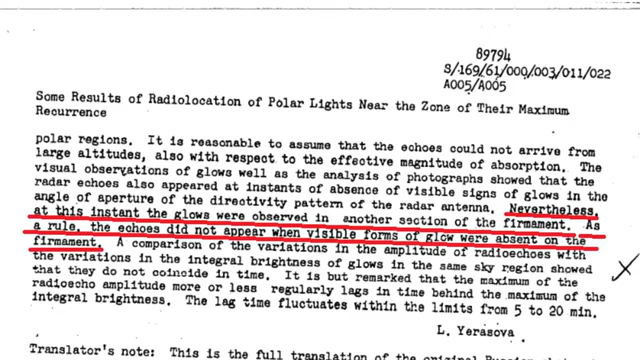 89794
S/169/61/000/003/011/022
A005/A005
Some Results of Radiolocation of Polar Lights Near the Zone of Their Maximum
Recurrence
polar regions. It is reasonable to assume that the echoes could not arrive from
large altitudes, also with respect to the effective magnitude of absorption. The
visual observations of glows well as the analysis of photographs showed that the
radar echoes also appeared at instants of absence of visible signs of glows in the
angle of aperture of the directivity pattern of the radar antenna. Nevertheless,
at this instant the glows were observed in another section of the firmament. As
a rule, the echoes did not appear when visible forms of glow were absent on the
firmament. A comparison of the variations in the amplitude of radioechoes with
the variations in the integral brightness of glows in the same sky region showed
that they do not coincide in time. It is but remarked that the maximum of the
radioecho amplitude more or less regularly lags in time behind the maximum of the
integral brightness. The lag time fluctuates within the limits from 5 to 20 min.
L. Yerasova
Translator's note: This is the full translation of the original Russian